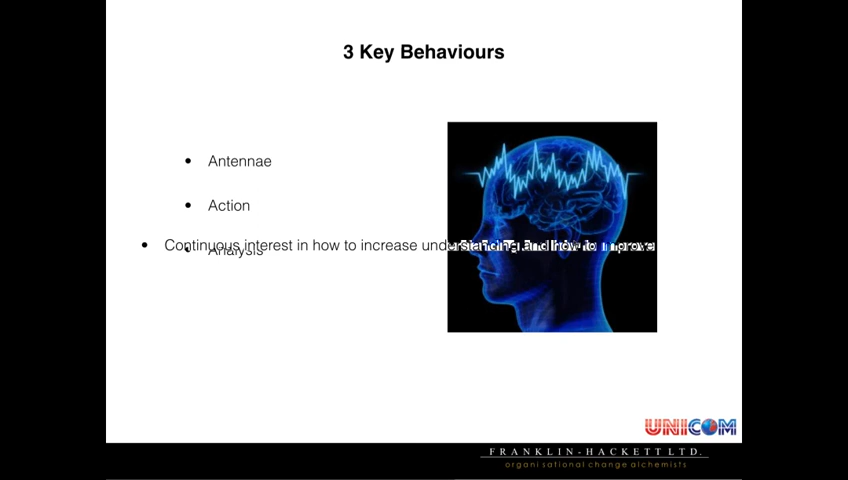 3 Key Behaviours
• Antennae
• Action
• Continuous interest in how to increase understanding and how to improve
• Analysis
UNICOM
FRANKLIN-HACKETT LTD.
organisational change alchemists